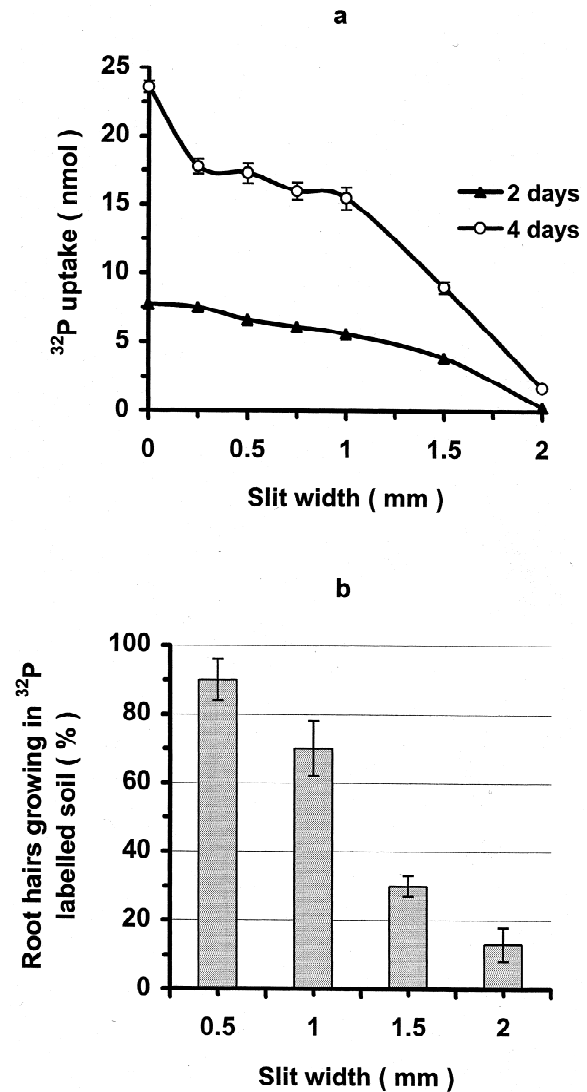 a
25
20
15
10
5
0
0 0.5 1 1.5 2
³²P uptake ( nmol )
Slit width ( mm )
2 days
4 days
b
100
80
60
40
20
0
0.5 1 1.5 2
Root hairs growing in ³²P
labelled soil ( % )
Slit width ( mm )